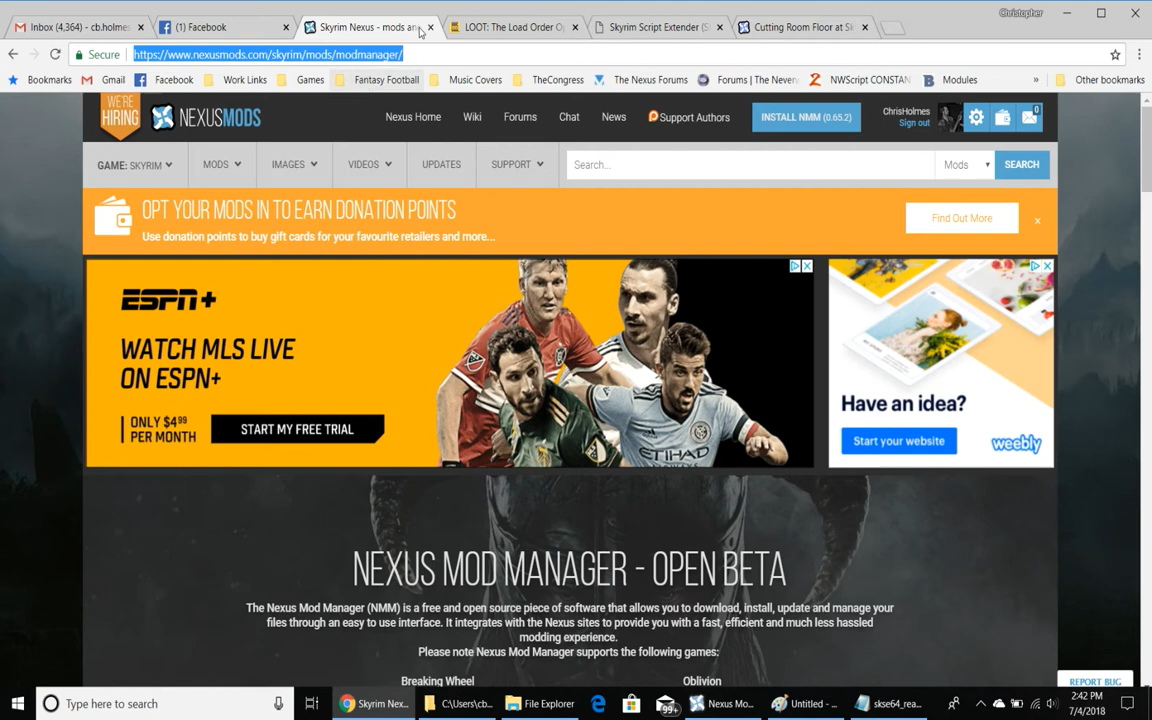 Christopher
Inbox (4,364) - cb.holmes
(1) Facebook
Skyrim Nexus - mods an
LOOT: The Load Order O
Skyrim Script Extender (S
Cutting Room Floor at Sk
Secure
https://www.nexusmods.com/skyrim/mods/modmanager/
Bookmarks
Gmail
Facebook
Work Links
Games
Fantasy Football
Music Covers
TheCongress
The Nexus Forums
Forums | The Neven
NWScript CONSTAN
Modules
»
Other bookmarks
WE'RE
HIRING
NEXUSMODS
Nexus Home
Wiki
Forums
Chat
News
Support Authors
INSTALL NMM (0.65.2)
ChrisHolmes
Sign out
0
GAME: SKYRIM
MODS
IMAGES
VIDEOS
UPDATES
SUPPORT
Search...
Mods
SEARCH
OPT YOUR MODS IN TO EARN DONATION POINTS
Use donation points to buy gift cards for your favourite retailers and more...
Find Out More
x
ESPN+
WATCH MLS LIVE
ON ESPN+
ONLY $4.99
PER MONTH
START MY FREE TRIAL
Have an idea?
Start your website
weebly
NEXUS MOD MANAGER - OPEN BETA
The Nexus Mod Manager (NMM) is a free and open source piece of software that allows you to download, install, update and manage your
files through an easy to use interface. It integrates with the Nexus sites to provide you with a fast, efficient and much less hassled
modding experience.
Please note Nexus Mod Manager supports the following games:
Breaking Wheel
Oblivion
REPORT BUG
Type here to search
Skyrim Nex...
C:\Users\cb...
File Explorer
99+
Nexus Mo...
Untitled - ...
skse64_rea...
2:42 PM
7/4/2018